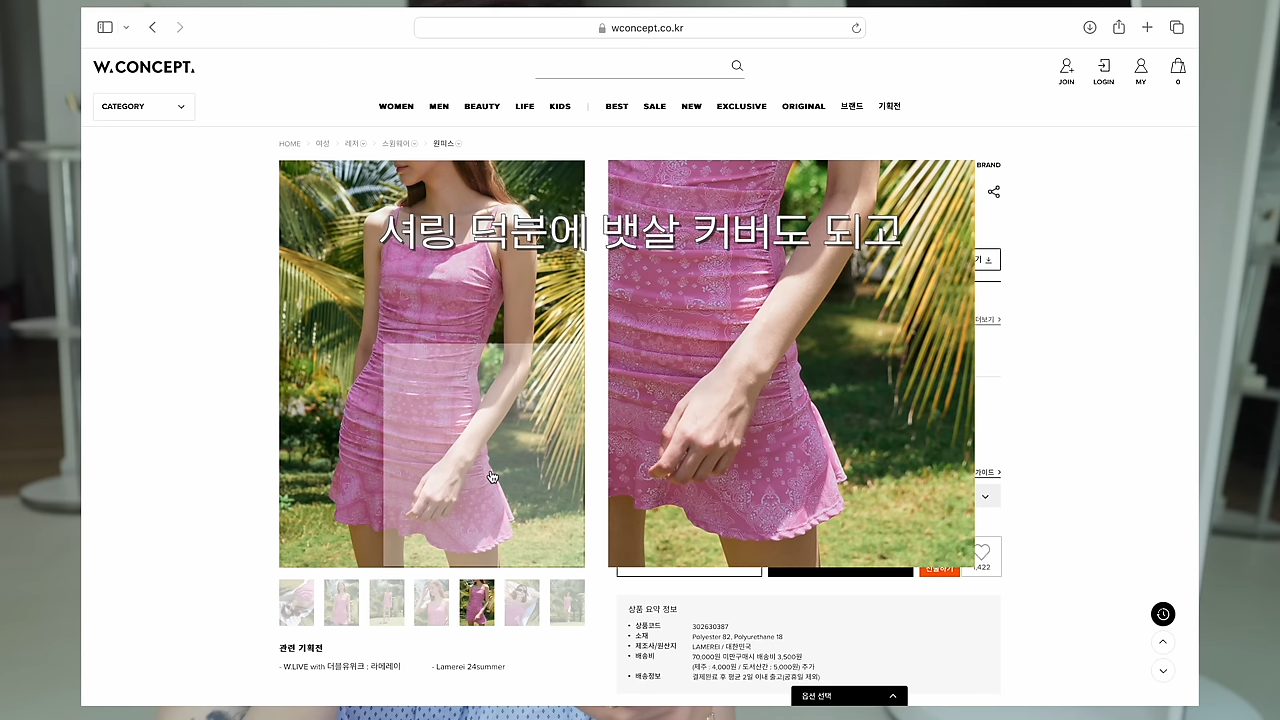 wconcept.co.kr
W.CONCEPT.
JOIN
LOGIN
MY
0
CATEGORY
WOMEN MEN BEAUTY LIFE KIDS | BEST SALE NEW EXCLUSIVE ORIGINAL 브랜드 기획전
HOME > 여성 > 레저 > 스윔웨어 > 원피스
BRAND
셔링 덕분에 뱃살 커버도 되고
기
더보기 >
가이드 >
선물하기
1,422
상품 요약 정보
• 상품코드 302630387
• 소재 Polyester 82, Polyurethane 18
• 제조사/원산지 LAMEREI / 대한민국
• 배송비 70,000원 미만구매시 배송비 3,500원
(제주 : 4,000원 / 도서산간 : 5,000원) 추가
• 배송정보 결제완료 후 평균 2일 이내 출고(공휴일 제외)
관련 기획전
- W.LIVE with 더블유위크 : 라메레이
- Lamerei 24summer
옵션 선택